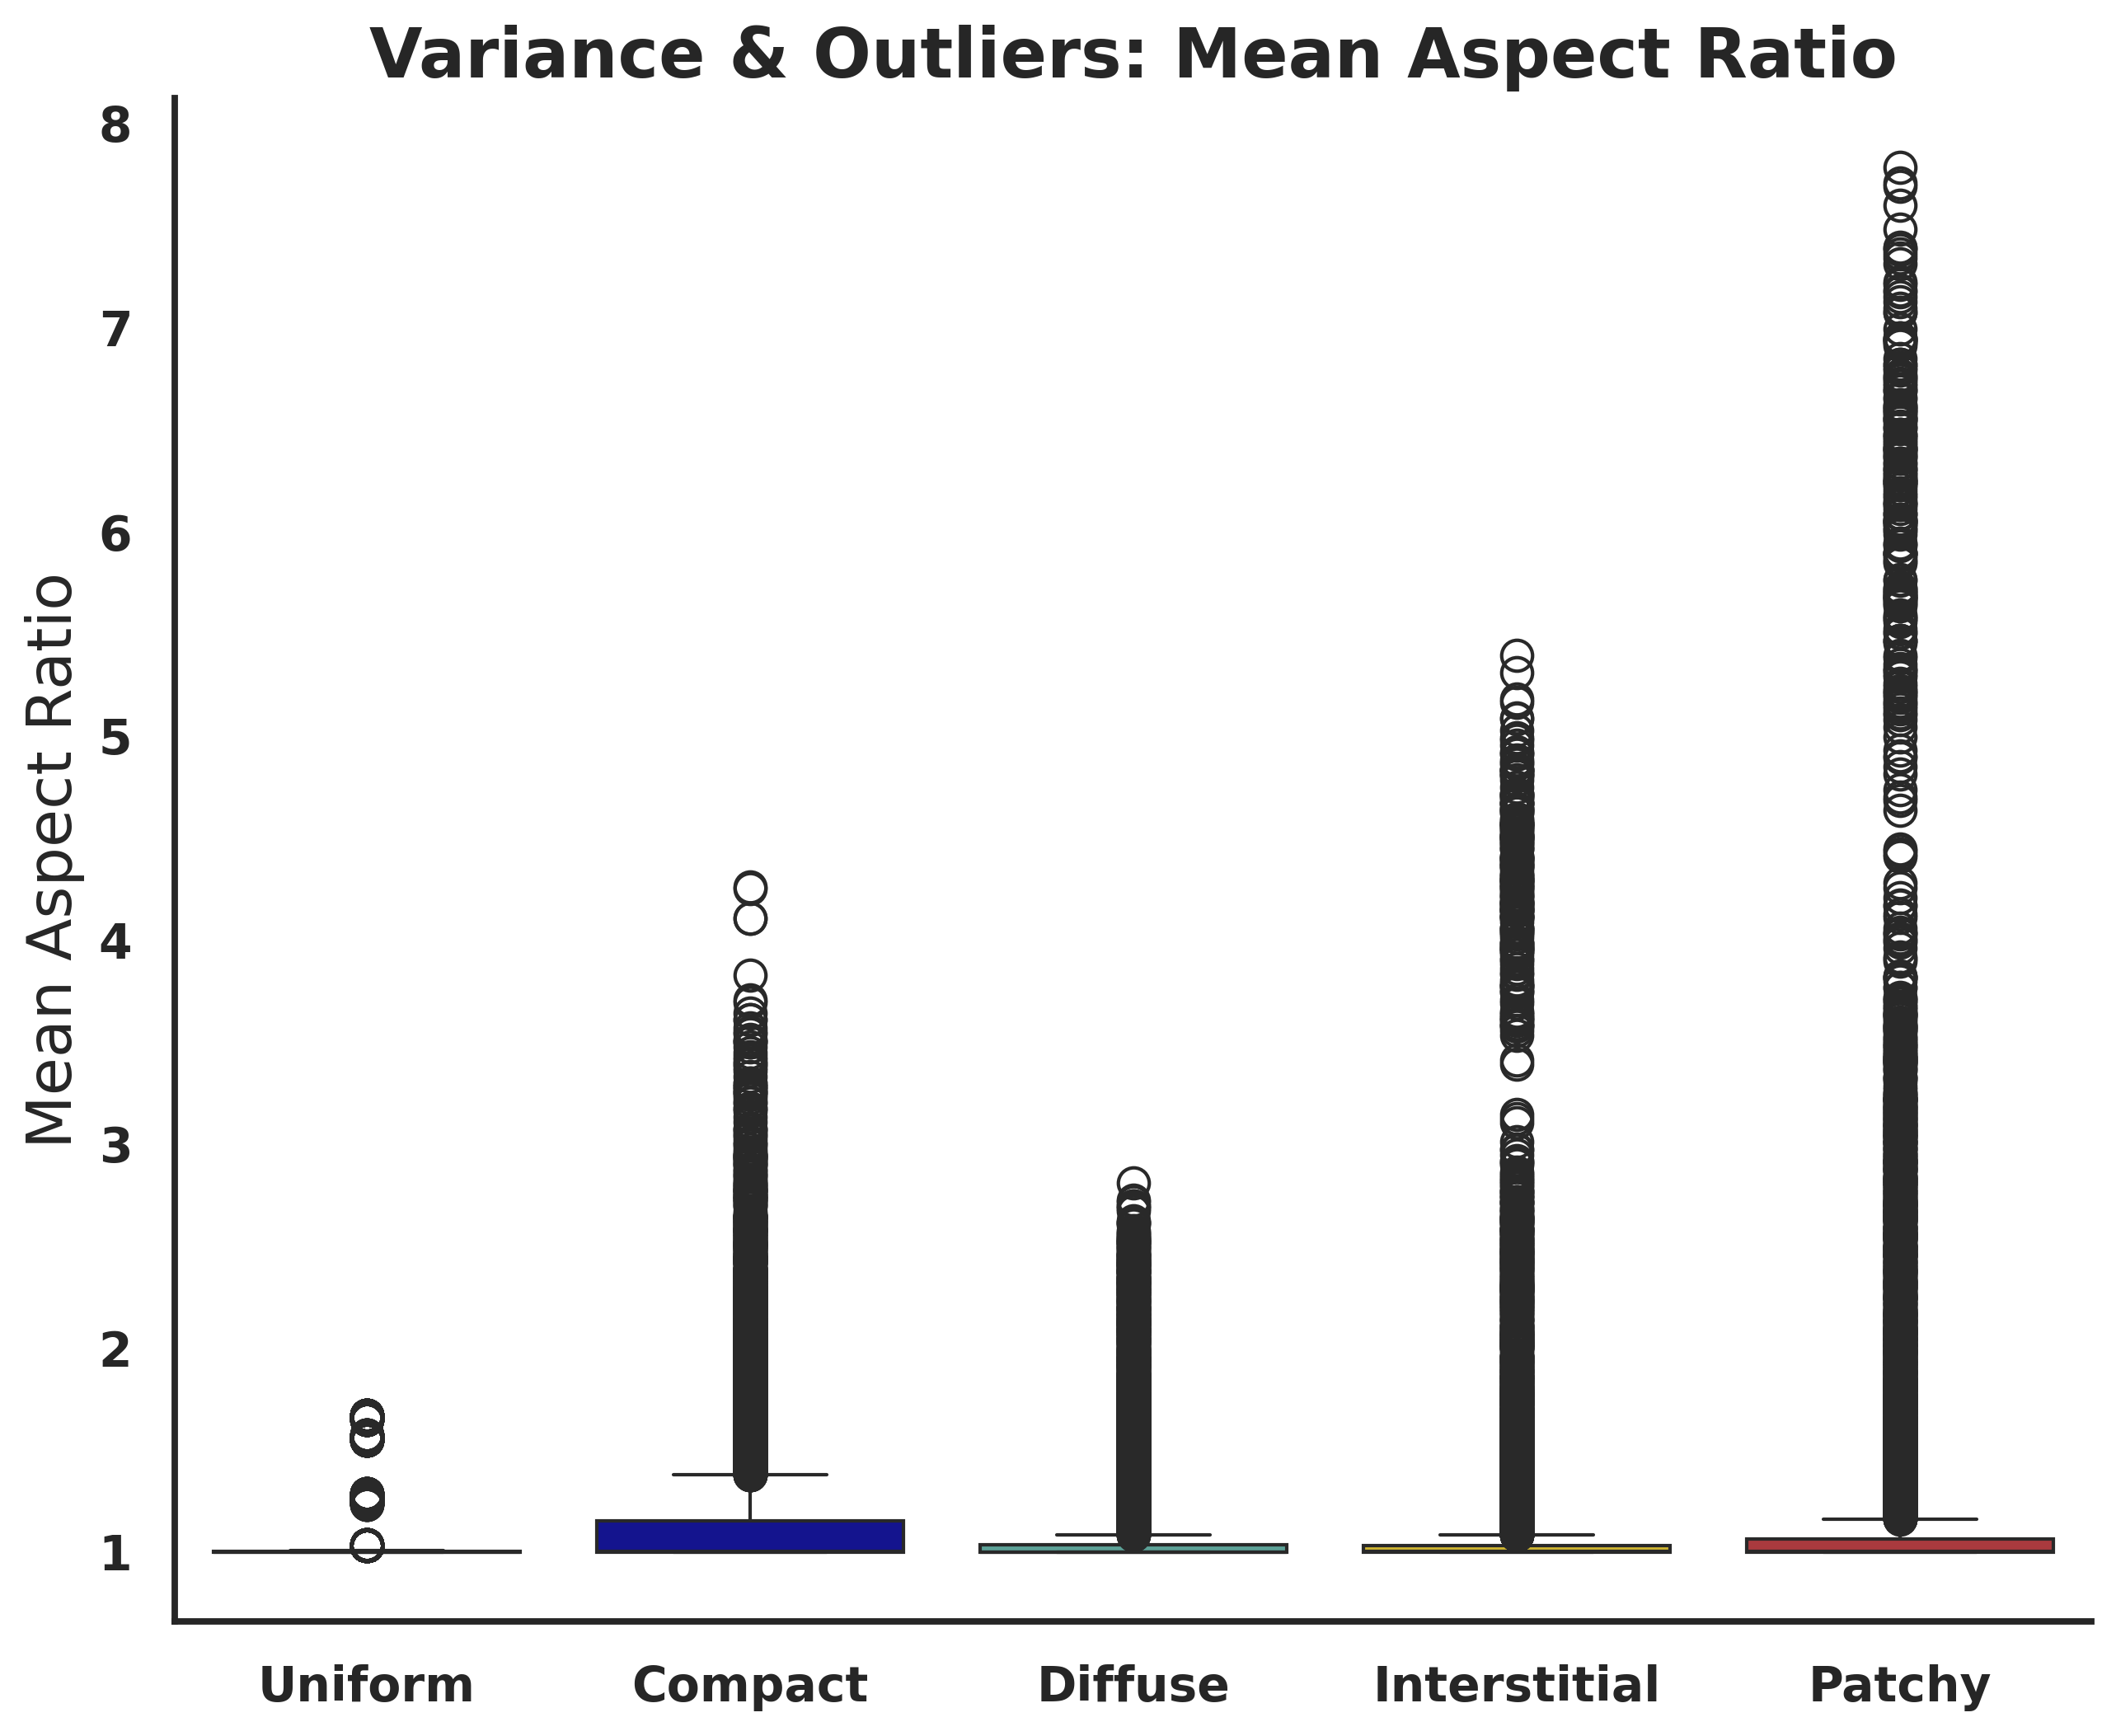 Variance & Outliers: Mean Aspect Ratio
Mean Aspect Ratio
8
7
6
5
4
3
2
1
Uniform Compact Diffuse Interstitial Patchy